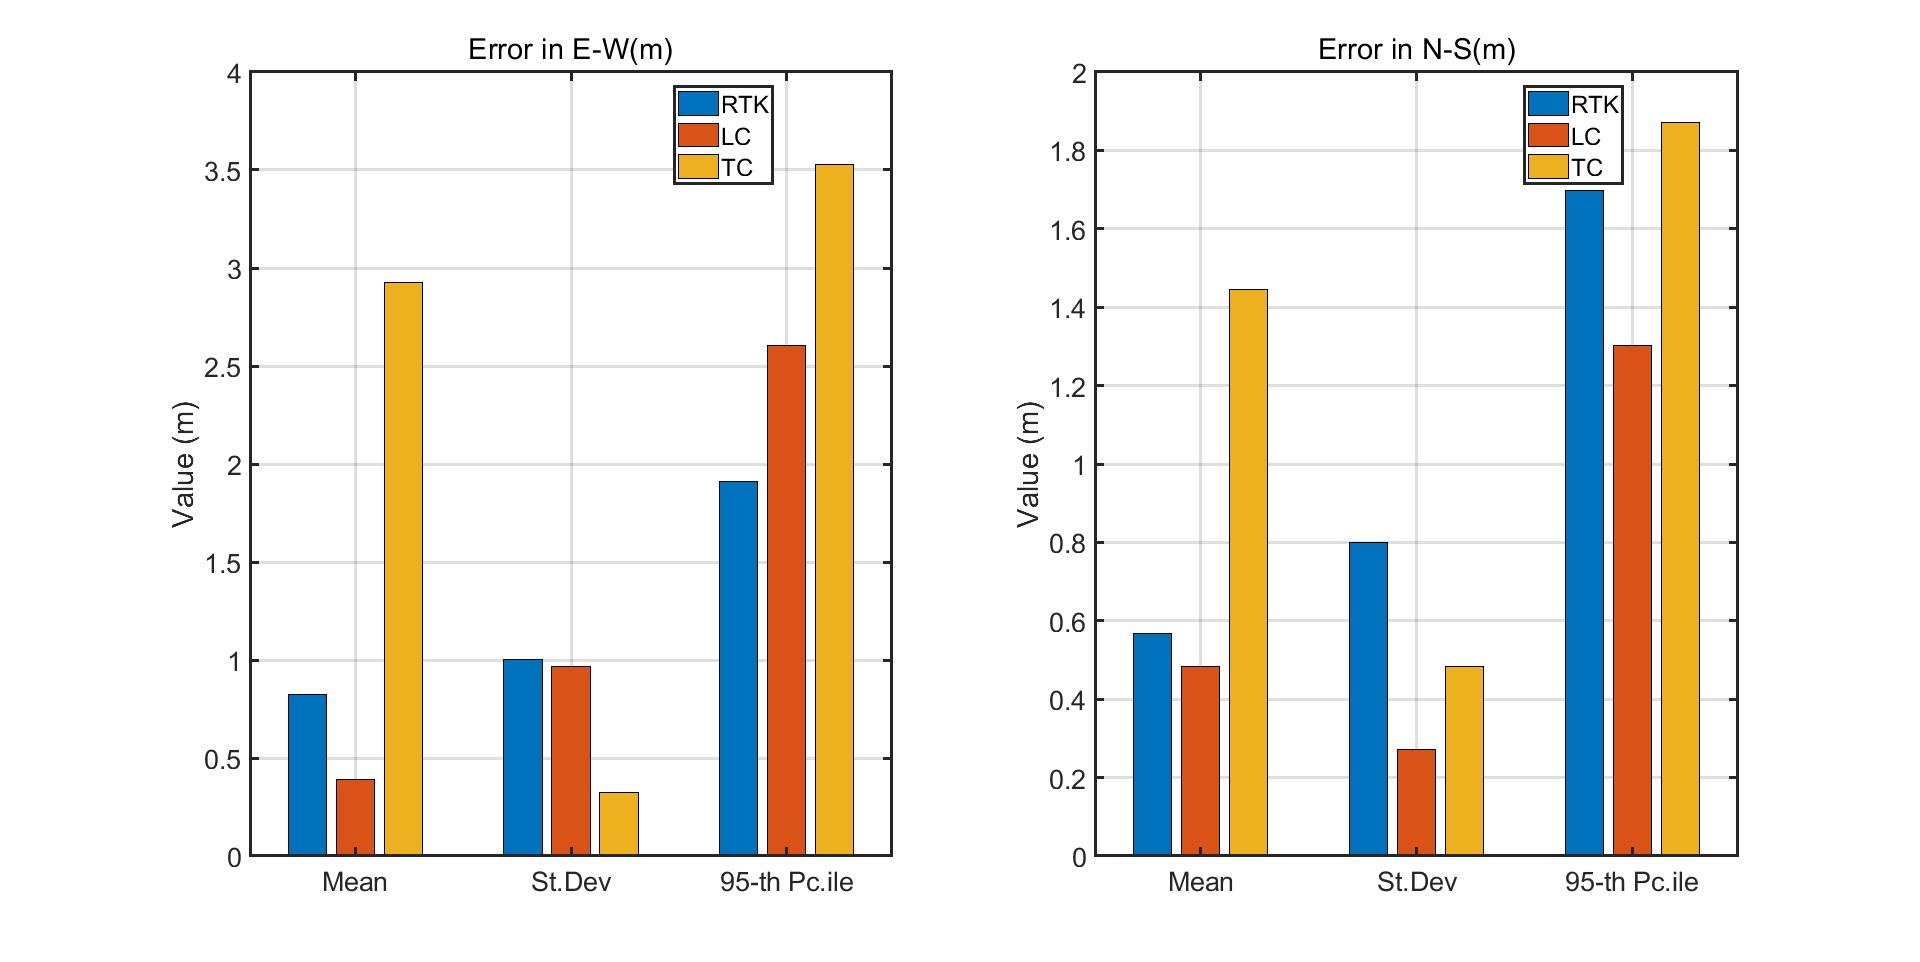 Error in E-W(m)
4
3.5
3
2.5
2
1.5
1
0.5
0
Value (m)
RTK
LC
TC
Mean
St.Dev
95-th Pc.ile
Error in N-S(m)
2
1.8
1.6
1.4
1.2
1
0.8
0.6
0.4
0.2
0
Value (m)
RTK
LC
TC
Mean
St.Dev
95-th Pc.ile